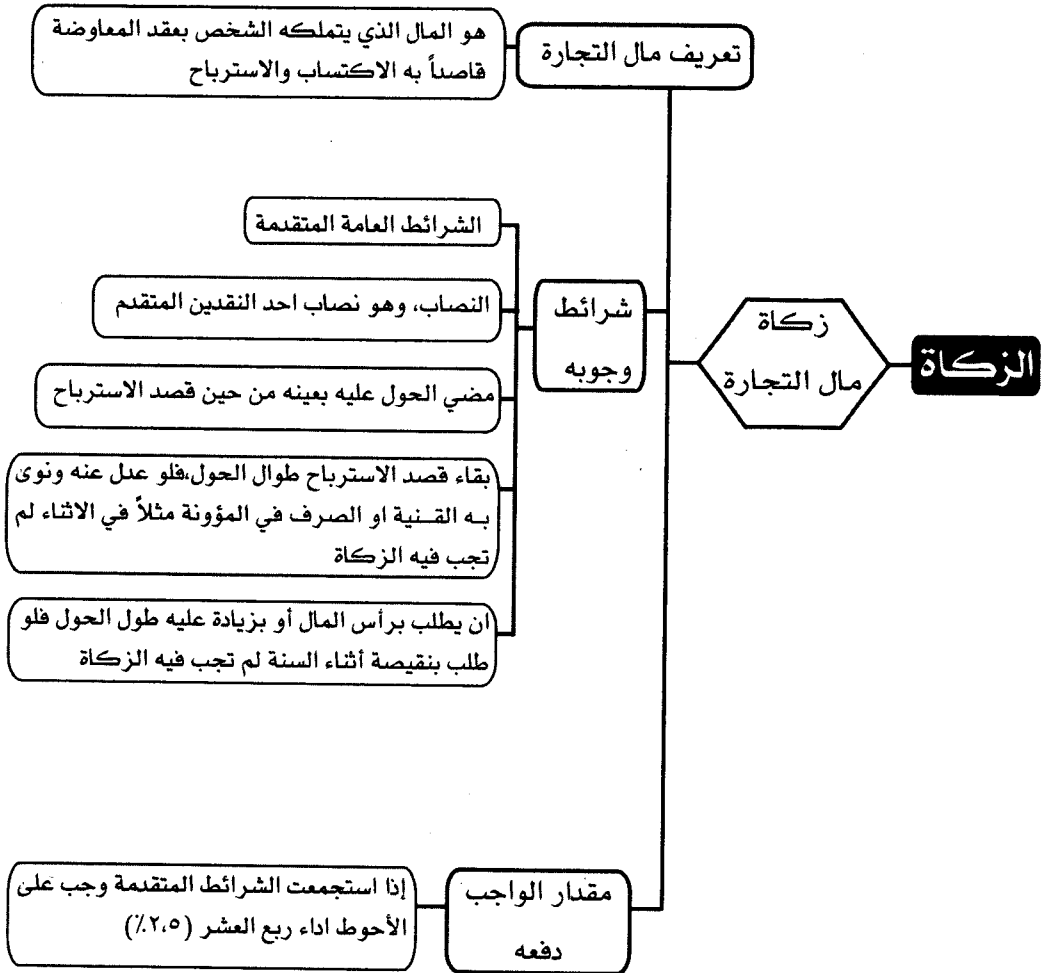 الزكاة
زكاة
مال التجارة
تعريف مال التجارة
هو المال الذي يتملكه الشخص بعقد المعاوضة
قاصداً به الاكتساب والاسترباح
شرائط
وجوبه
الشرائط العامة المتقدمة
النصاب، وهو نصاب احد النقدين المتقدم
مضي الحول عليه بعينه من حين قصد الاسترباح
بقاء قصد الاسترباح طوال الحول،فلو عدل عنه ونوى
به القنية او الصرف في المؤونة مثلاً في الاثناء لم
تجب فيه الزكاة
ان يطلب برأس المال أو بزيادة عليه طول الحول فلو
طلب بنقيصة أثناء السنة لم تجب فيه الزكاة
مقدار الواجب
دفعه
إذا استجمعت الشرائط المتقدمة وجب على
الأحوط اداء ربع العشر (٢،٥٪)